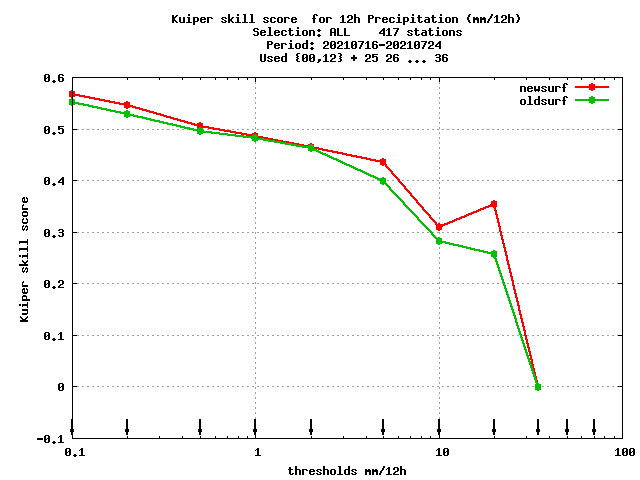 Kuiper skill score  for 12h Precipitation (mm/12h)
Selection: ALL    417 stations
Period: 20210716-20210724
Used {00,12} + 25 26 ... 36
newsurf
oldsurf
Kuiper skill score
0.6
0.5
0.4
0.3
0.2
0.1
0
-0.1
0.1
1
10
100
thresholds mm/12h